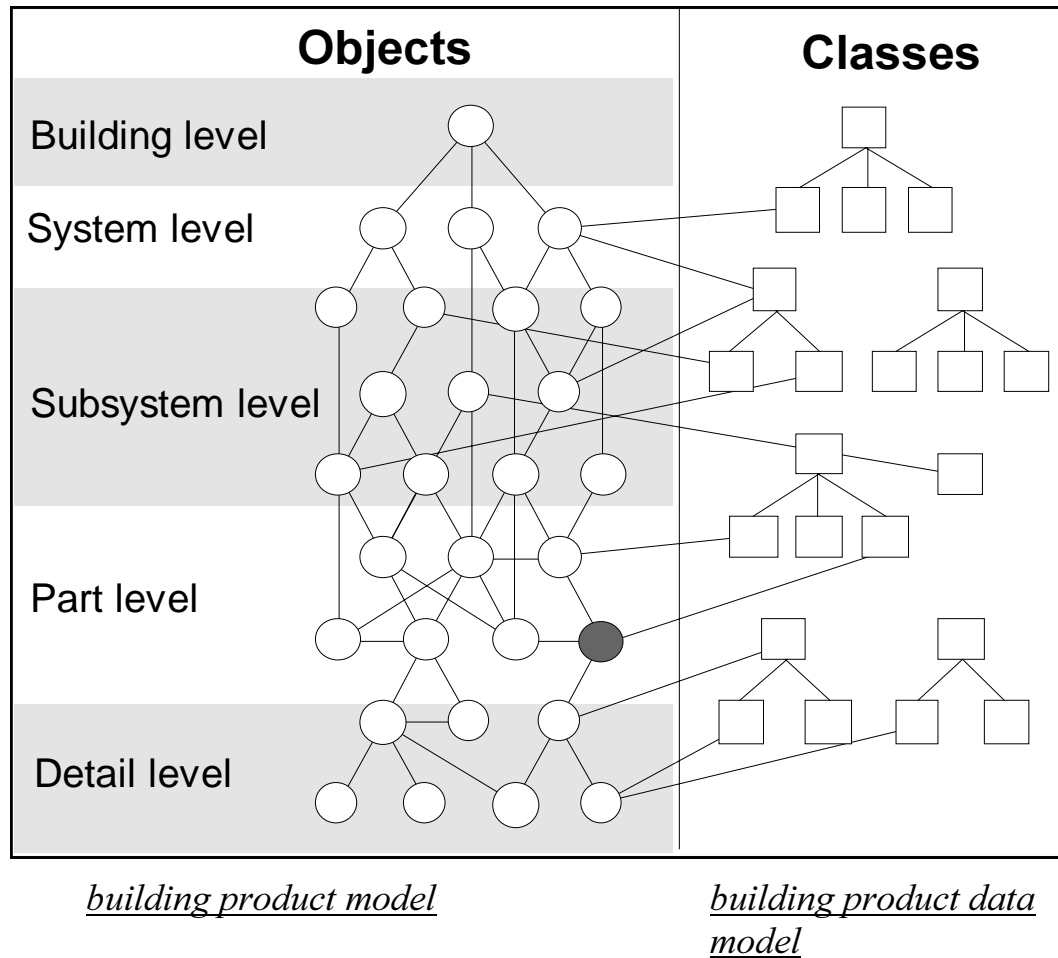 Objects
Classes
Building level
System level
Subsystem level
Part level
Detail level
building product model
building product data
model